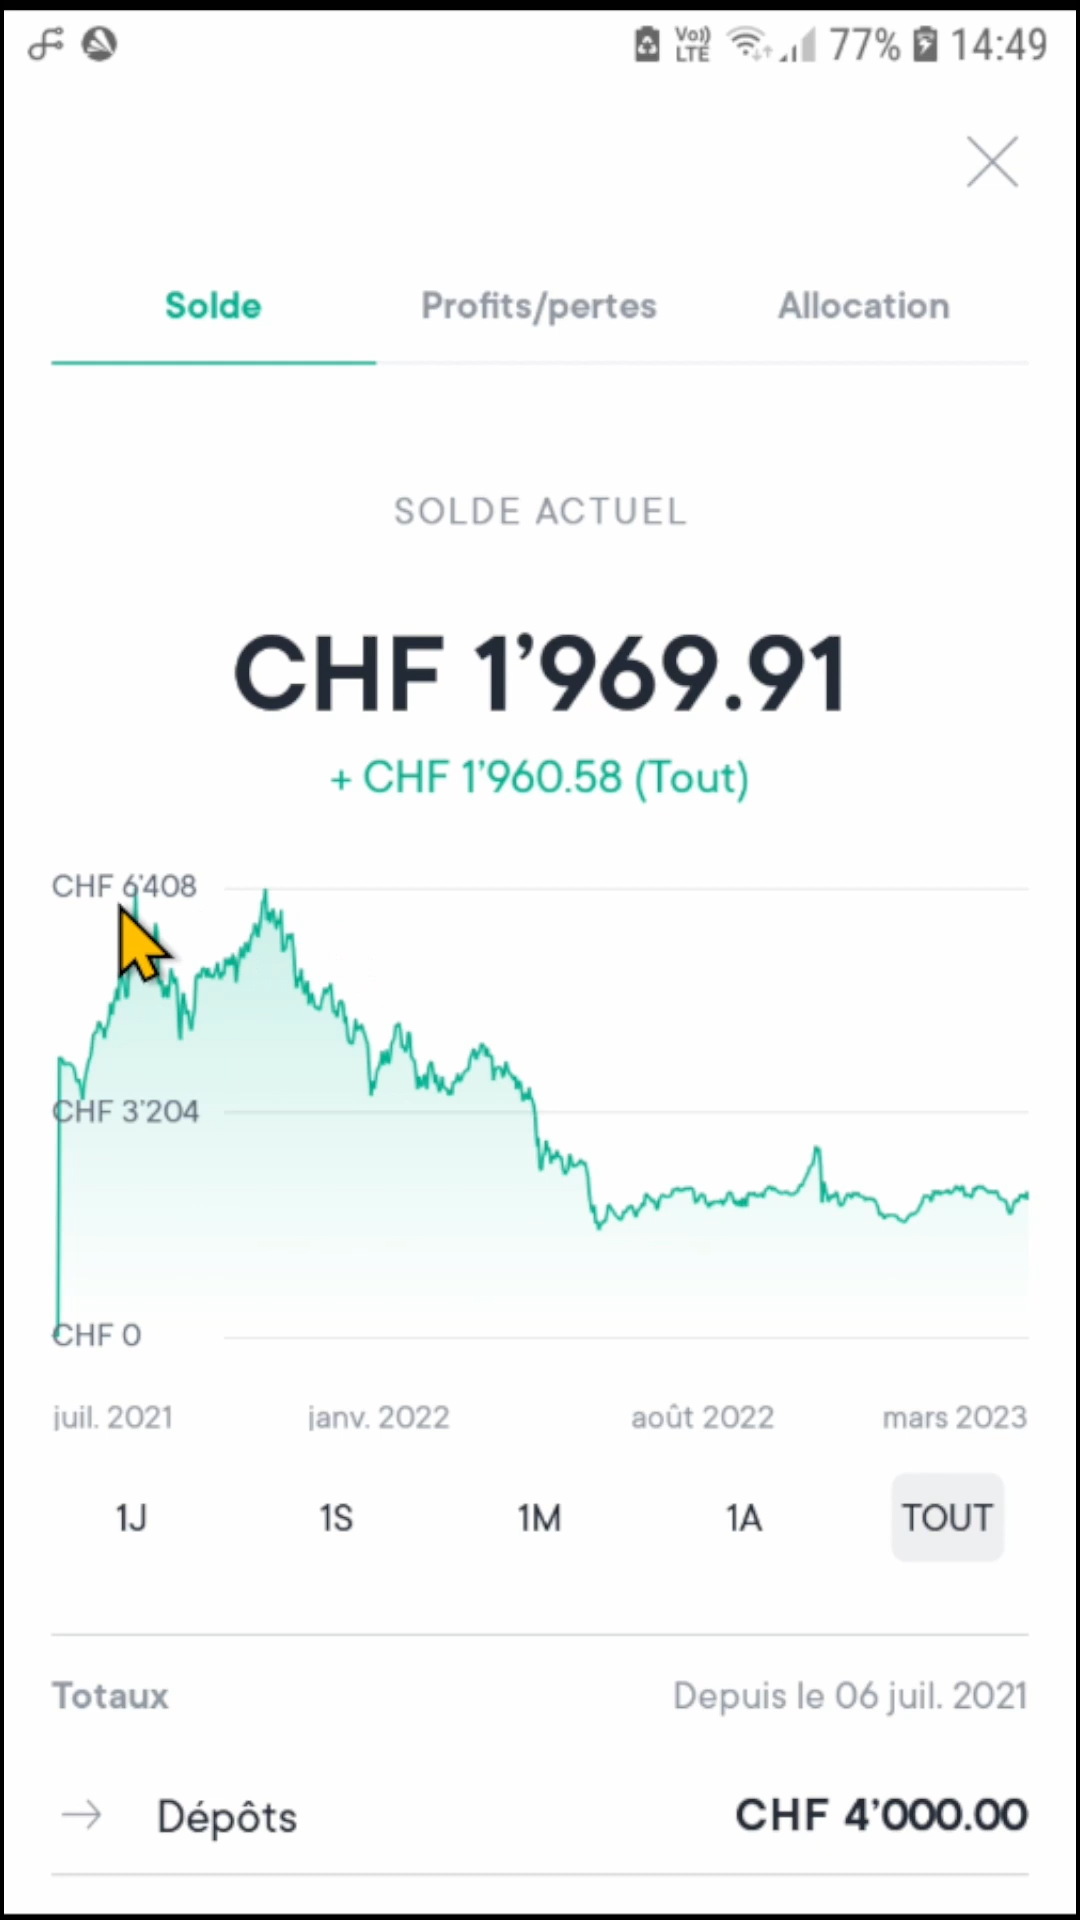 Vo)) LTE 77% 14:49
Solde Profits/pertes Allocation
SOLDE ACTUEL
CHF 1’969.91
+ CHF 1’960.58 (Tout)
CHF 6’408
CHF 3’204
CHF 0
juil. 2021 janv. 2022 août 2022 mars 2023
1J 1S 1M 1A TOUT
Totaux Depuis le 06 juil. 2021
Dépôts CHF 4’000.00